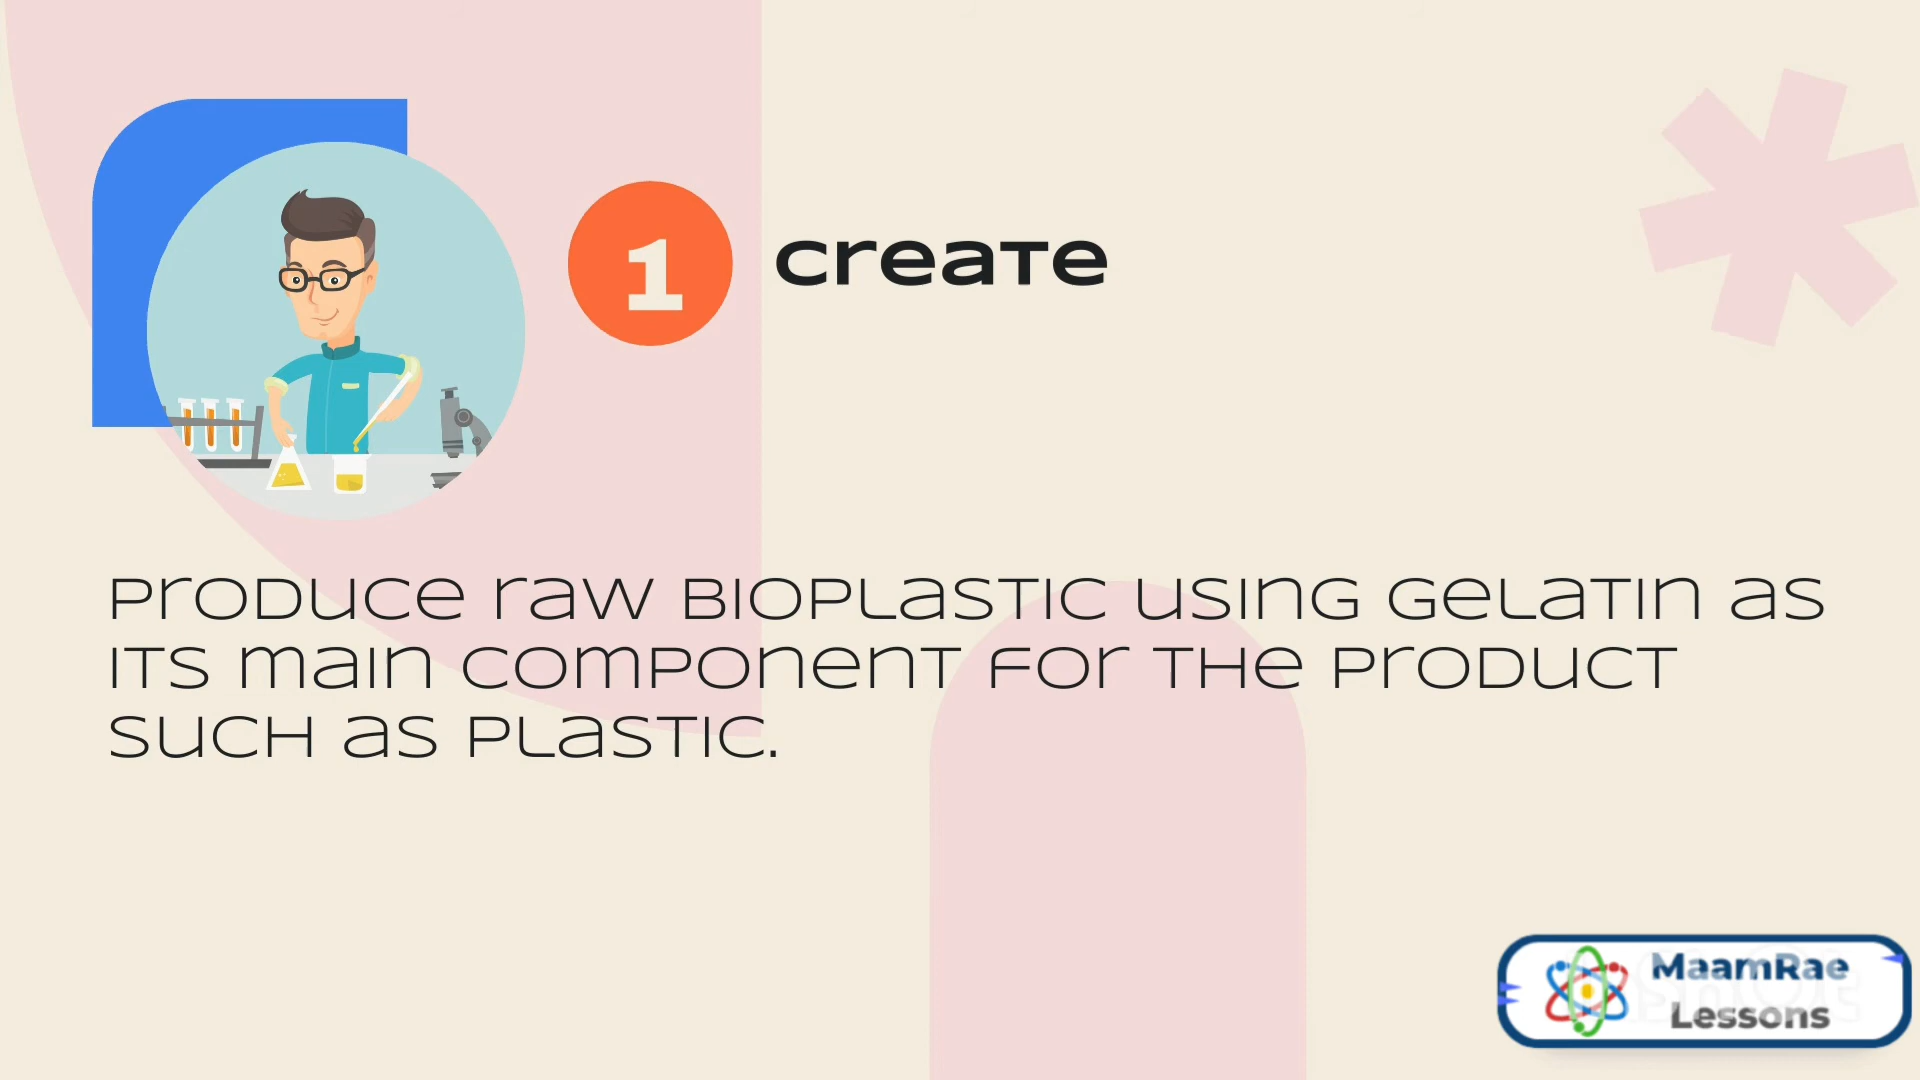 1
create
Produce raw bioplastic using gelatin as
its main component for the product
such as plastic.
MaamRae
Lessons